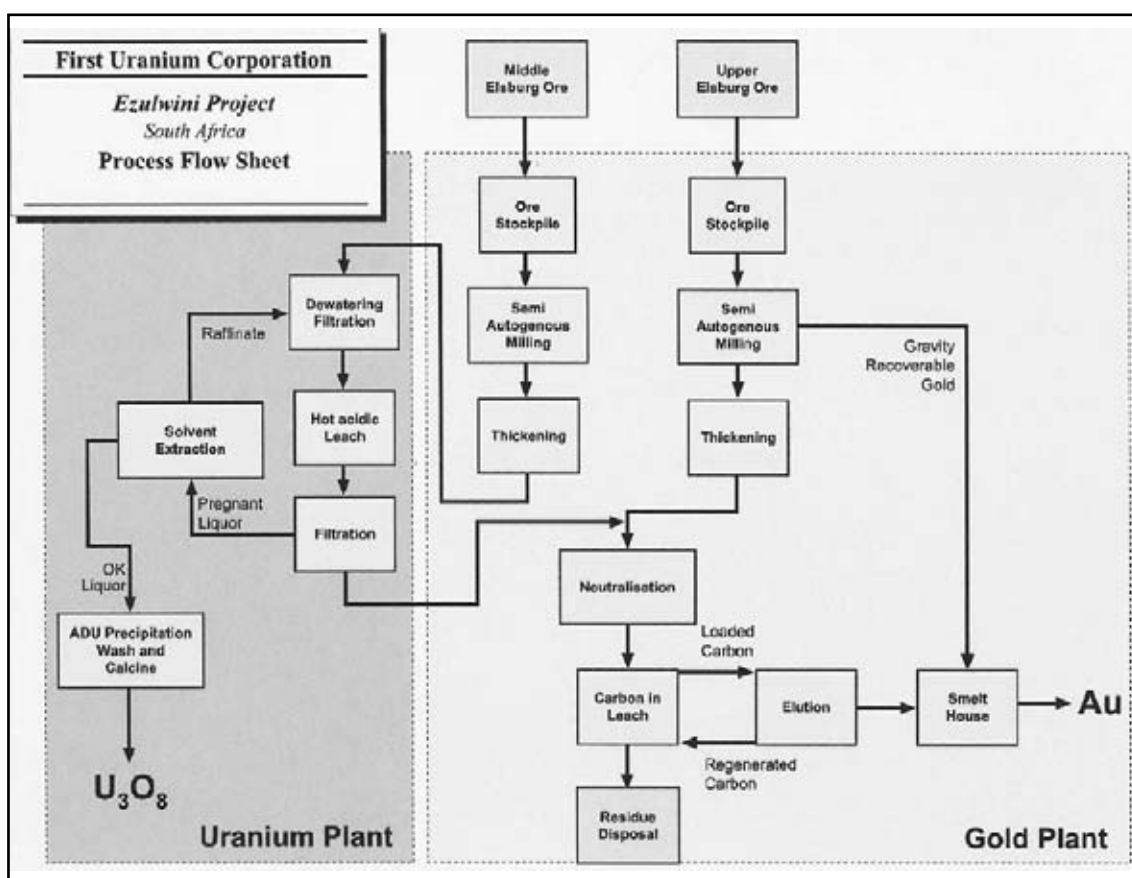 First Uranium Corporation
Ezulwini Project
South Africa
Process Flow Sheet
Middle
Elsburg Ore
Upper
Elsburg Ore
Ore
Stockpile
Ore
Stockpile
Dewatering
Filtration
Semi
Autogenous
Milling
Semi
Autogenous
Milling
Raffinate
Gravity
Recoverable
Gold
Hot acidic
Leach
Solvent
Extraction
Thickening
Thickening
Pregnant
Liquor
Filtration
OK
Liquor
Neutralisation
ADU Precipitation
Wash and
Calcine
Loaded
Carbon
Carbon in
Leach
Elution
Smelt
House
Au
Regenerated
Carbon
U₃O₈
Residue
Disposal
Uranium Plant
Gold Plant